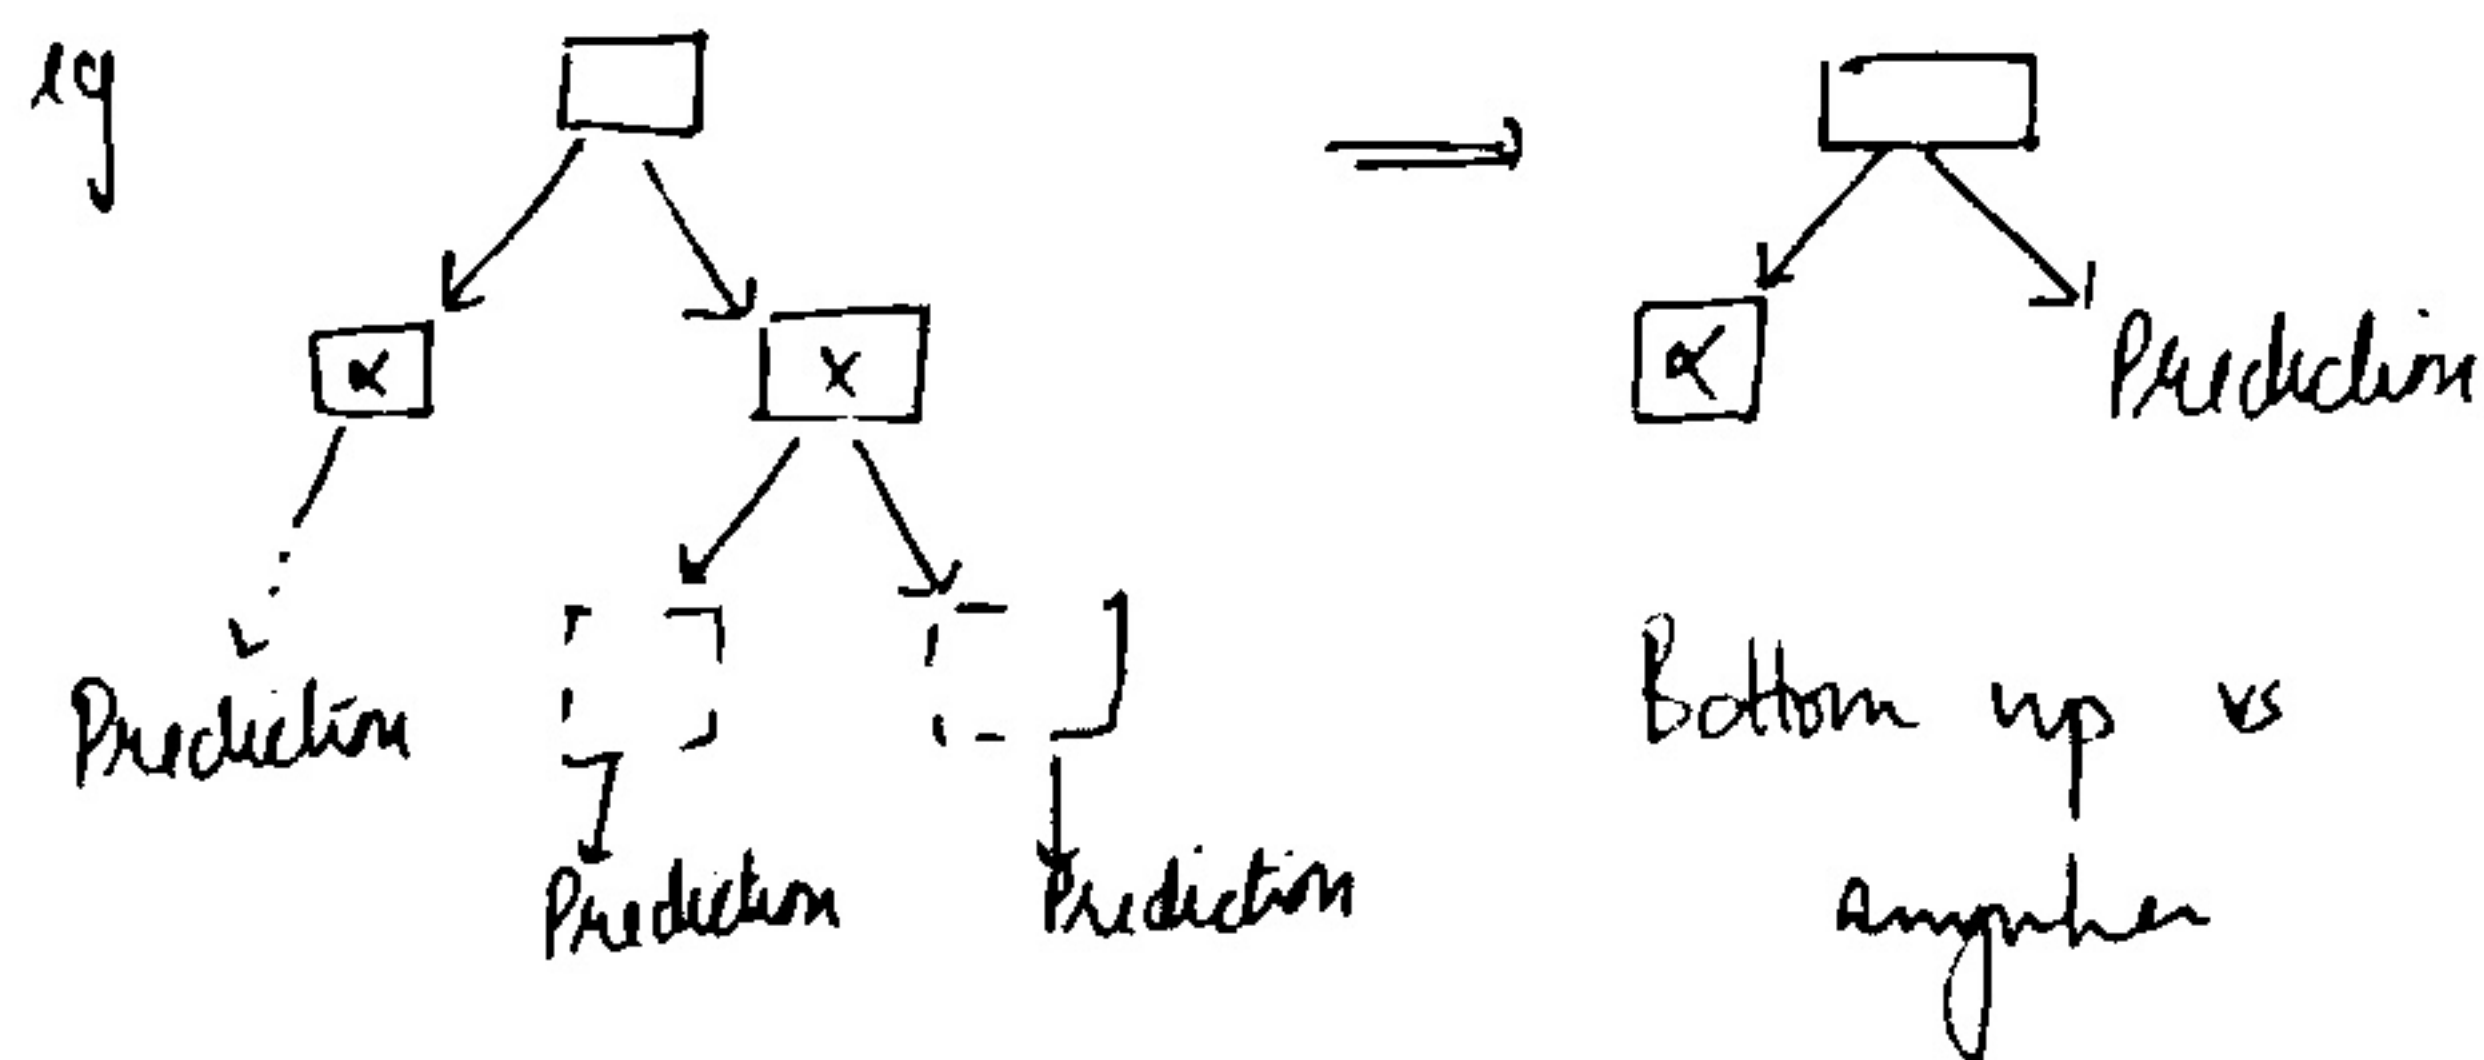 eg
α X α Prediction
Prediction
Prediction Prediction
Bottom up vs
anywhere